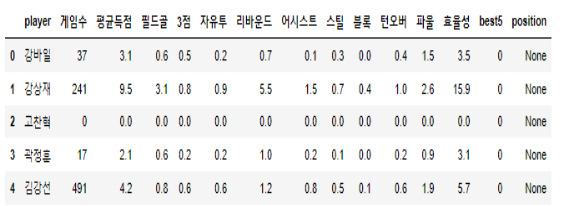 player 게임수 평균득점 필드골 3점 자유투 리바운드 어시스트 스틸 블록 턴오버 파울 효율성 best5 position
0 강바일 37 3.1 0.6 0.5 0.2 0.7 0.1 0.3 0.0 0.4 1.5 3.5 0 None
1 강상재 241 9.5 3.1 0.8 0.9 5.5 1.5 0.7 0.4 1.0 2.6 15.9 0 None
2 고찬혁 0 0.0 0.0 0.0 0.0 0.0 0.0 0.0 0.0 0.0 0.0 0.0 0 None
3 곽정훈 17 2.1 0.6 0.2 0.2 1.0 0.2 0.1 0.0 0.2 0.9 3.1 0 None
4 김강선 491 4.2 0.8 0.6 0.6 1.2 0.8 0.5 0.1 0.6 1.9 5.7 0 None